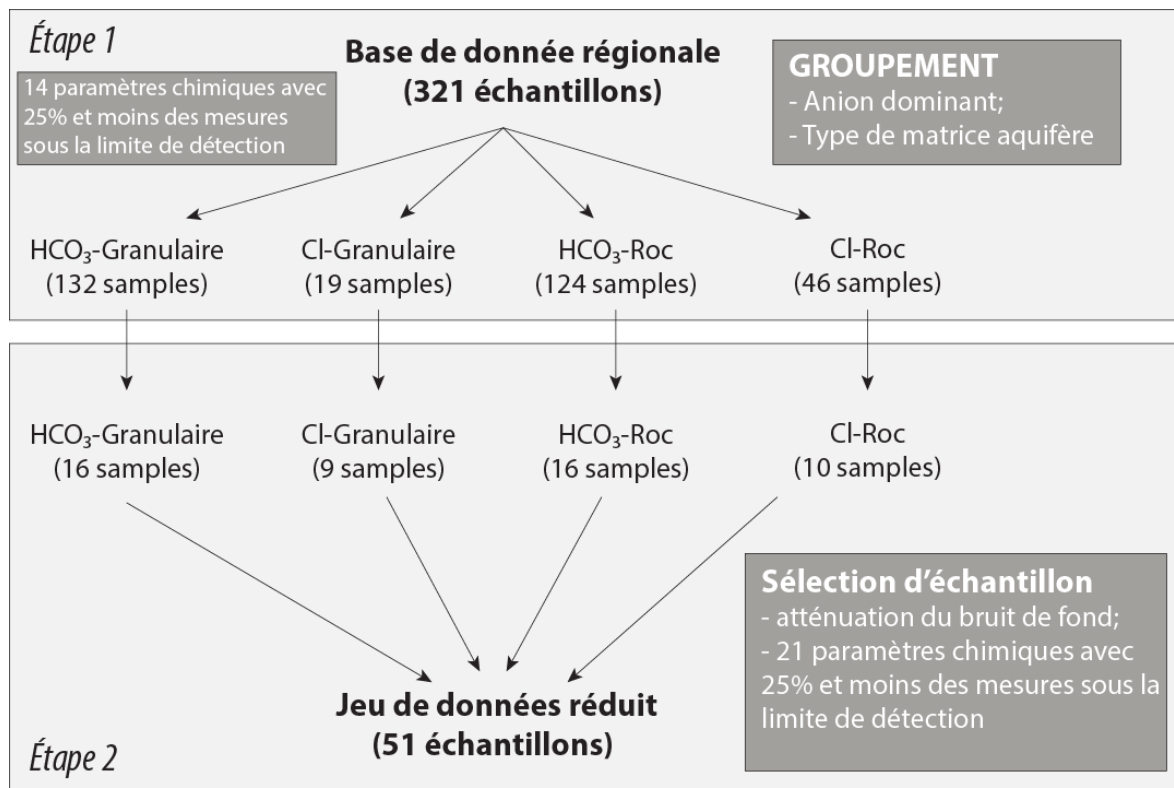 Étape 1
Base de donnée régionale
(321 échantillons)
14 paramètres chimiques avec
25% et moins des mesures
sous la limite de détection
GROUPEMENT
- Anion dominant;
- Type de matrice aquifère
HCO₃-Granulaire
(132 samples)
Cl-Granulaire
(19 samples)
HCO₃-Roc
(124 samples)
Cl-Roc
(46 samples)
HCO₃-Granulaire
(16 samples)
Cl-Granulaire
(9 samples)
HCO₃-Roc
(16 samples)
Cl-Roc
(10 samples)
Sélection d’échantillon
- atténuation du bruit de fond;
- 21 paramètres chimiques avec
25% et moins des mesures sous la
limite de détection
Jeu de données réduit
(51 échantillons)
Étape 2